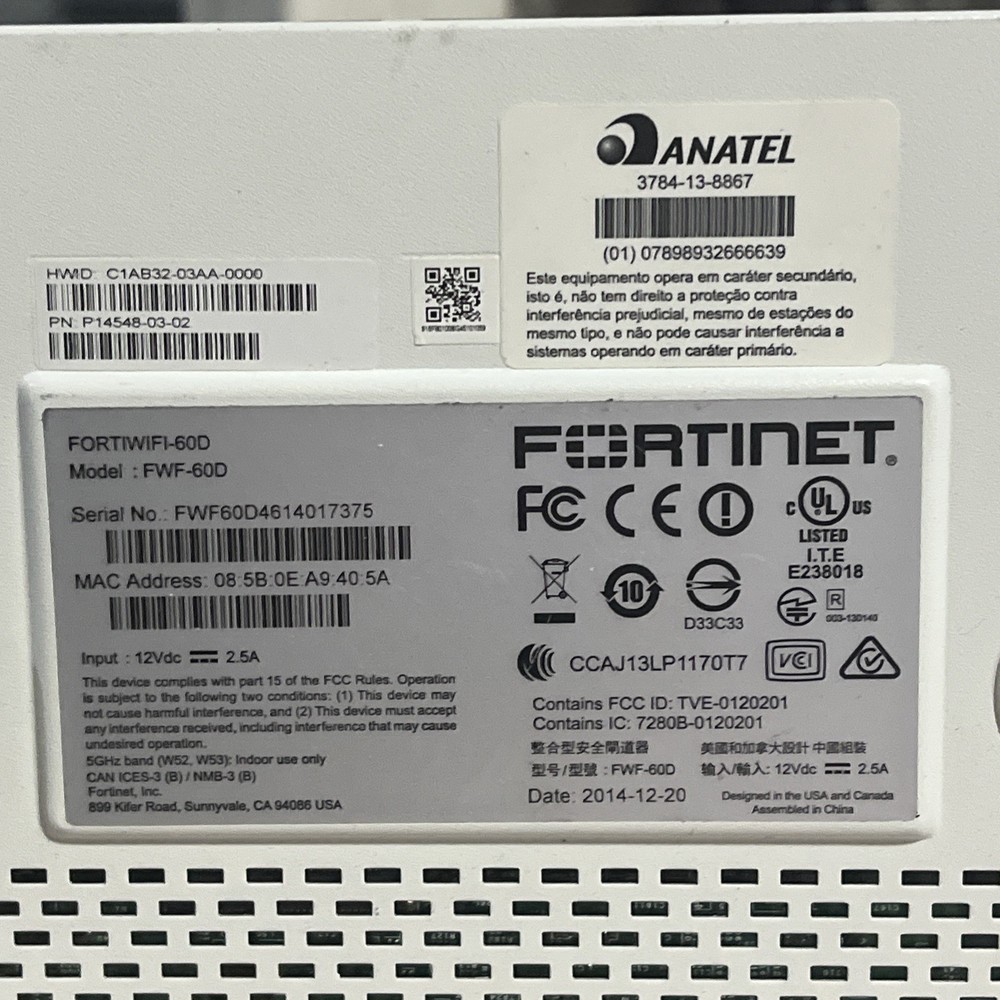 ANATEL
3784-13-8867
(01) 07898932666639
Este equipamento opera em caráter secundário,
isto é, não tem direito a proteção contra
interferência prejudicial, mesmo de estações do
mesmo tipo, e não pode causar interferência a
sistemas operando em caráter primário.
HWID: C1AB32-03AA-0000
PN: P14548-03-02
FORTIWIFI-60D
Model : FWF-60D
Serial No.: FWF60D4614017375
MAC Address: 08:5B:0E:A9:40:5A
Input : 12Vdc 2.5A
This device complies with part 15 of the FCC Rules. Operation
is subject to the following two conditions: (1) This device may
not cause harmful interference, and (2) This device must accept
any interference received, including interference that may cause
undesired operation.
5GHz band (W52, W53): Indoor use only
CAN ICES-3 (B) / NMB-3 (B)
Fortinet, Inc.
899 Kifer Road, Sunnyvale, CA 94086 USA
FORTINET®
FC CE
c UL US
LISTED
I.T.E
E238018
10
D33C33
R
003-130140
CCAJ13LP1170T7
VCI
Contains FCC ID: TVE-0120201
Contains IC: 7280B-0120201
整合型安全閘道器 美國和加拿大設計 中國組裝
型号/型號 : FWF-60D 输入/輸入: 12Vdc 2.5A
Date: 2014-12-20
Designed in the USA and Canada
Assembled in China